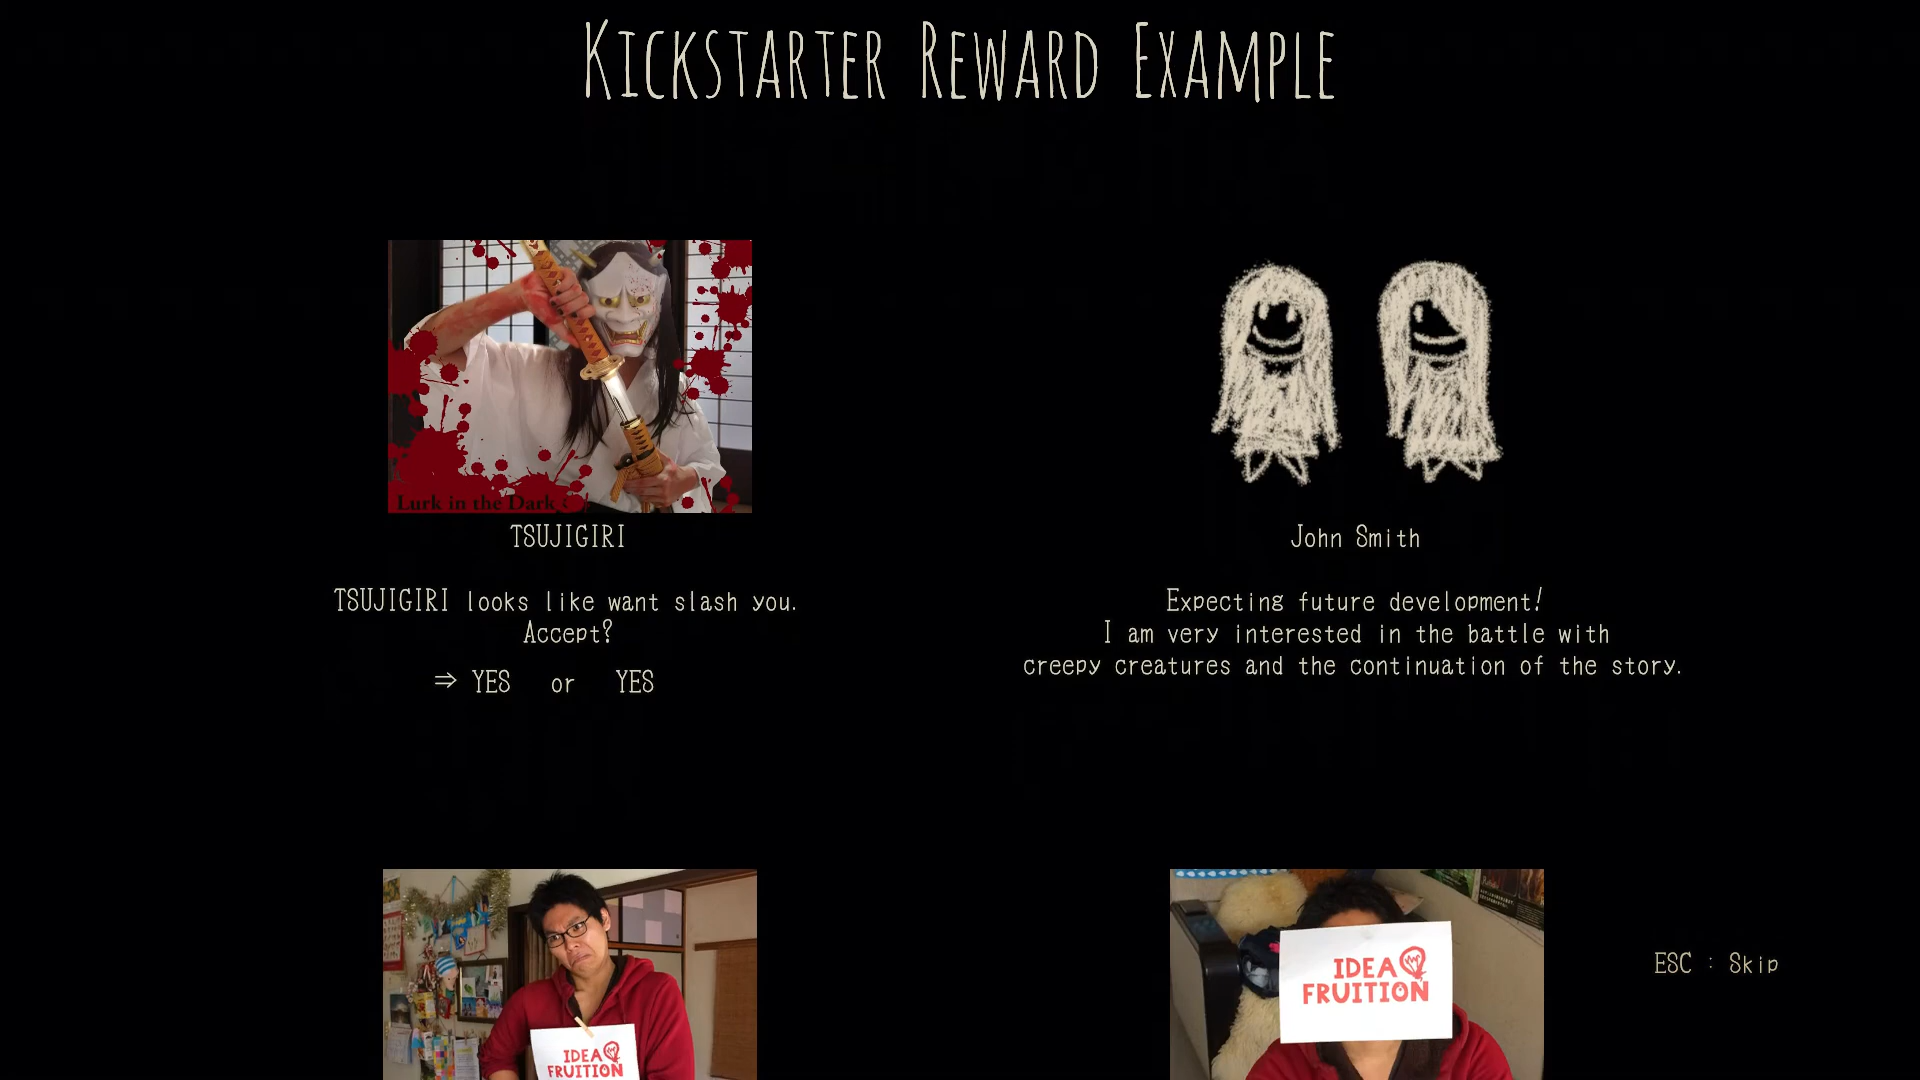 KICKSTARTER REWARD EXAMPLE
Lurk in the Dark
TSUJIGIRI
TSUJIGIRI looks like want slash you.
Accept?
⇒ YES or YES
John Smith
Expecting future development!
I am very interested in the battle with
creepy creatures and the continuation of the story.
IDEA
FRUITION
IDEA
FRUITION
ESC : Skip